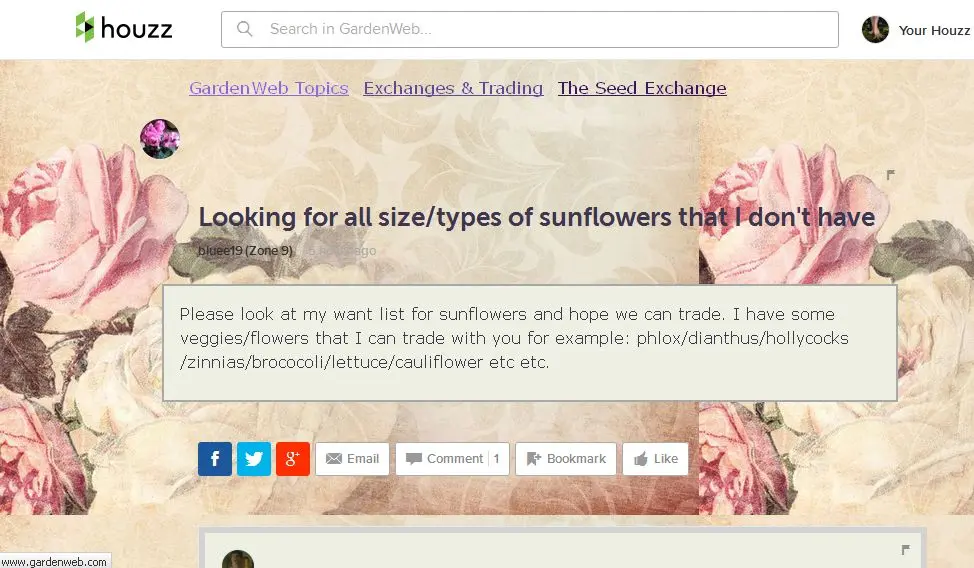 houzz
Search in GardenWeb...
Your Houzz
GardenWeb Topics Exchanges & Trading The Seed Exchange
Looking for all size/types of sunflowers that I don't have
bluee19 (Zone 9) ago
Please look at my want list for sunflowers and hope we can trade. I have some
veggies/flowers that I can trade with you for example: phlox/dianthus/hollycocks
/zinnias/brococoli/lettuce/cauliflower etc etc.
f g+ Email Comment 1 Bookmark Like
www.gardenweb.com